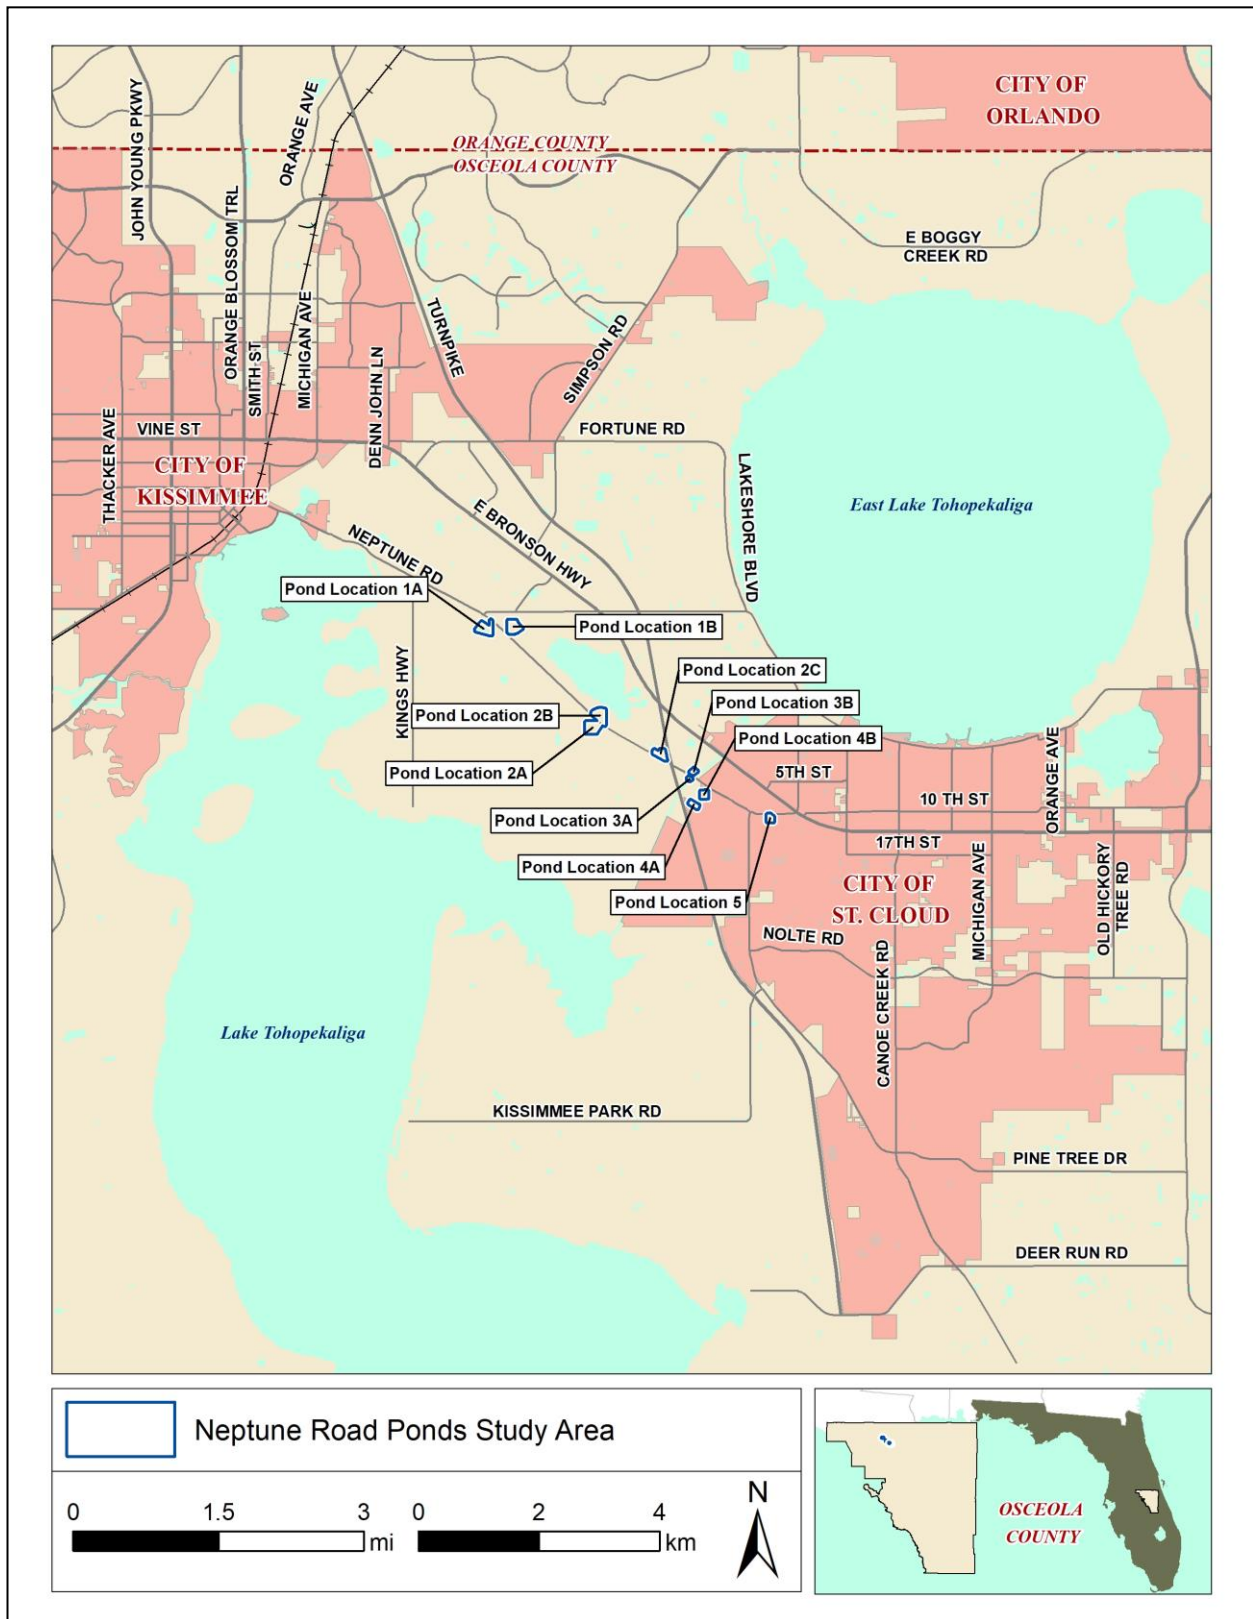 CITY OF
ORLANDO
JOHN YOUNG PKWY
ORANGE BLOSSOM TRL
ORANGE AVE
ORANGE COUNTY
OSCEOLA COUNTY
E BOGGY
CREEK RD
SMITH ST
MICHIGAN AVE
TURNPIKE
SIMPSON RD
DENN JOHN LN
THACKER AVE
VINE ST
FORTUNE RD
CITY OF
KISSIMMEE
LAKESHORE BLVD
East Lake Tohopekaliga
E BRONSON HWY
NEPTUNE RD
Pond Location 1A
Pond Location 1B
KINGS HWY
Pond Location 2C
Pond Location 3B
Pond Location 2B
Pond Location 4B
Pond Location 2A
5TH ST
ORANGE AVE
10 TH ST
Pond Location 3A
17TH ST
Pond Location 4A
CITY OF
ST. CLOUD
Pond Location 5
MICHIGAN AVE
OLD HICKORY
TREE RD
NOLTE RD
CANOE CREEK RD
Lake Tohopekaliga
KISSIMMEE PARK RD
PINE TREE DR
DEER RUN RD
Neptune Road Ponds Study Area
0 1.5 3
mi
0 2 4
km
N
OSCEOLA
COUNTY